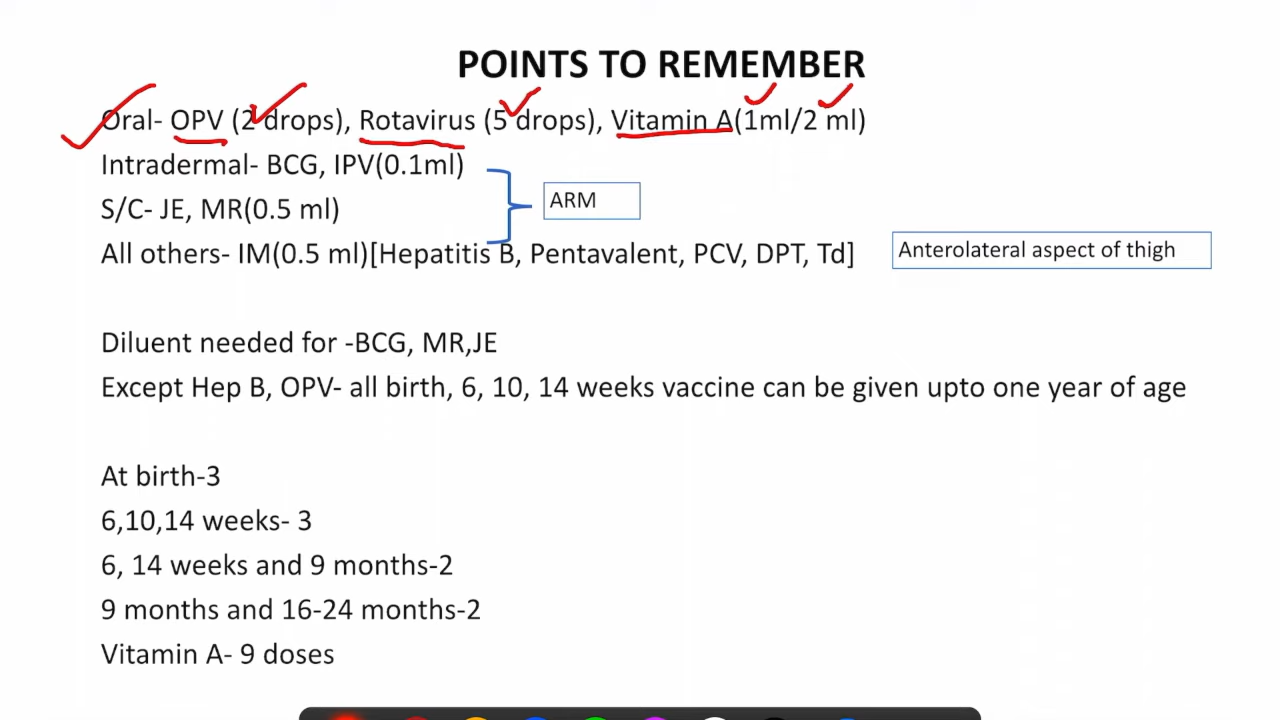 POINTS TO REMEMBER
Oral- OPV (2 drops), Rotavirus (5 drops), Vitamin A(1ml/2 ml)
Intradermal- BCG, IPV(0.1ml)
S/C- JE, MR(0.5 ml)
ARM
All others- IM(0.5 ml)[Hepatitis B, Pentavalent, PCV, DPT, Td]
Anterolateral aspect of thigh
Diluent needed for -BCG, MR,JE
Except Hep B, OPV- all birth, 6, 10, 14 weeks vaccine can be given upto one year of age
At birth-3
6,10,14 weeks- 3
6, 14 weeks and 9 months-2
9 months and 16-24 months-2
Vitamin A- 9 doses